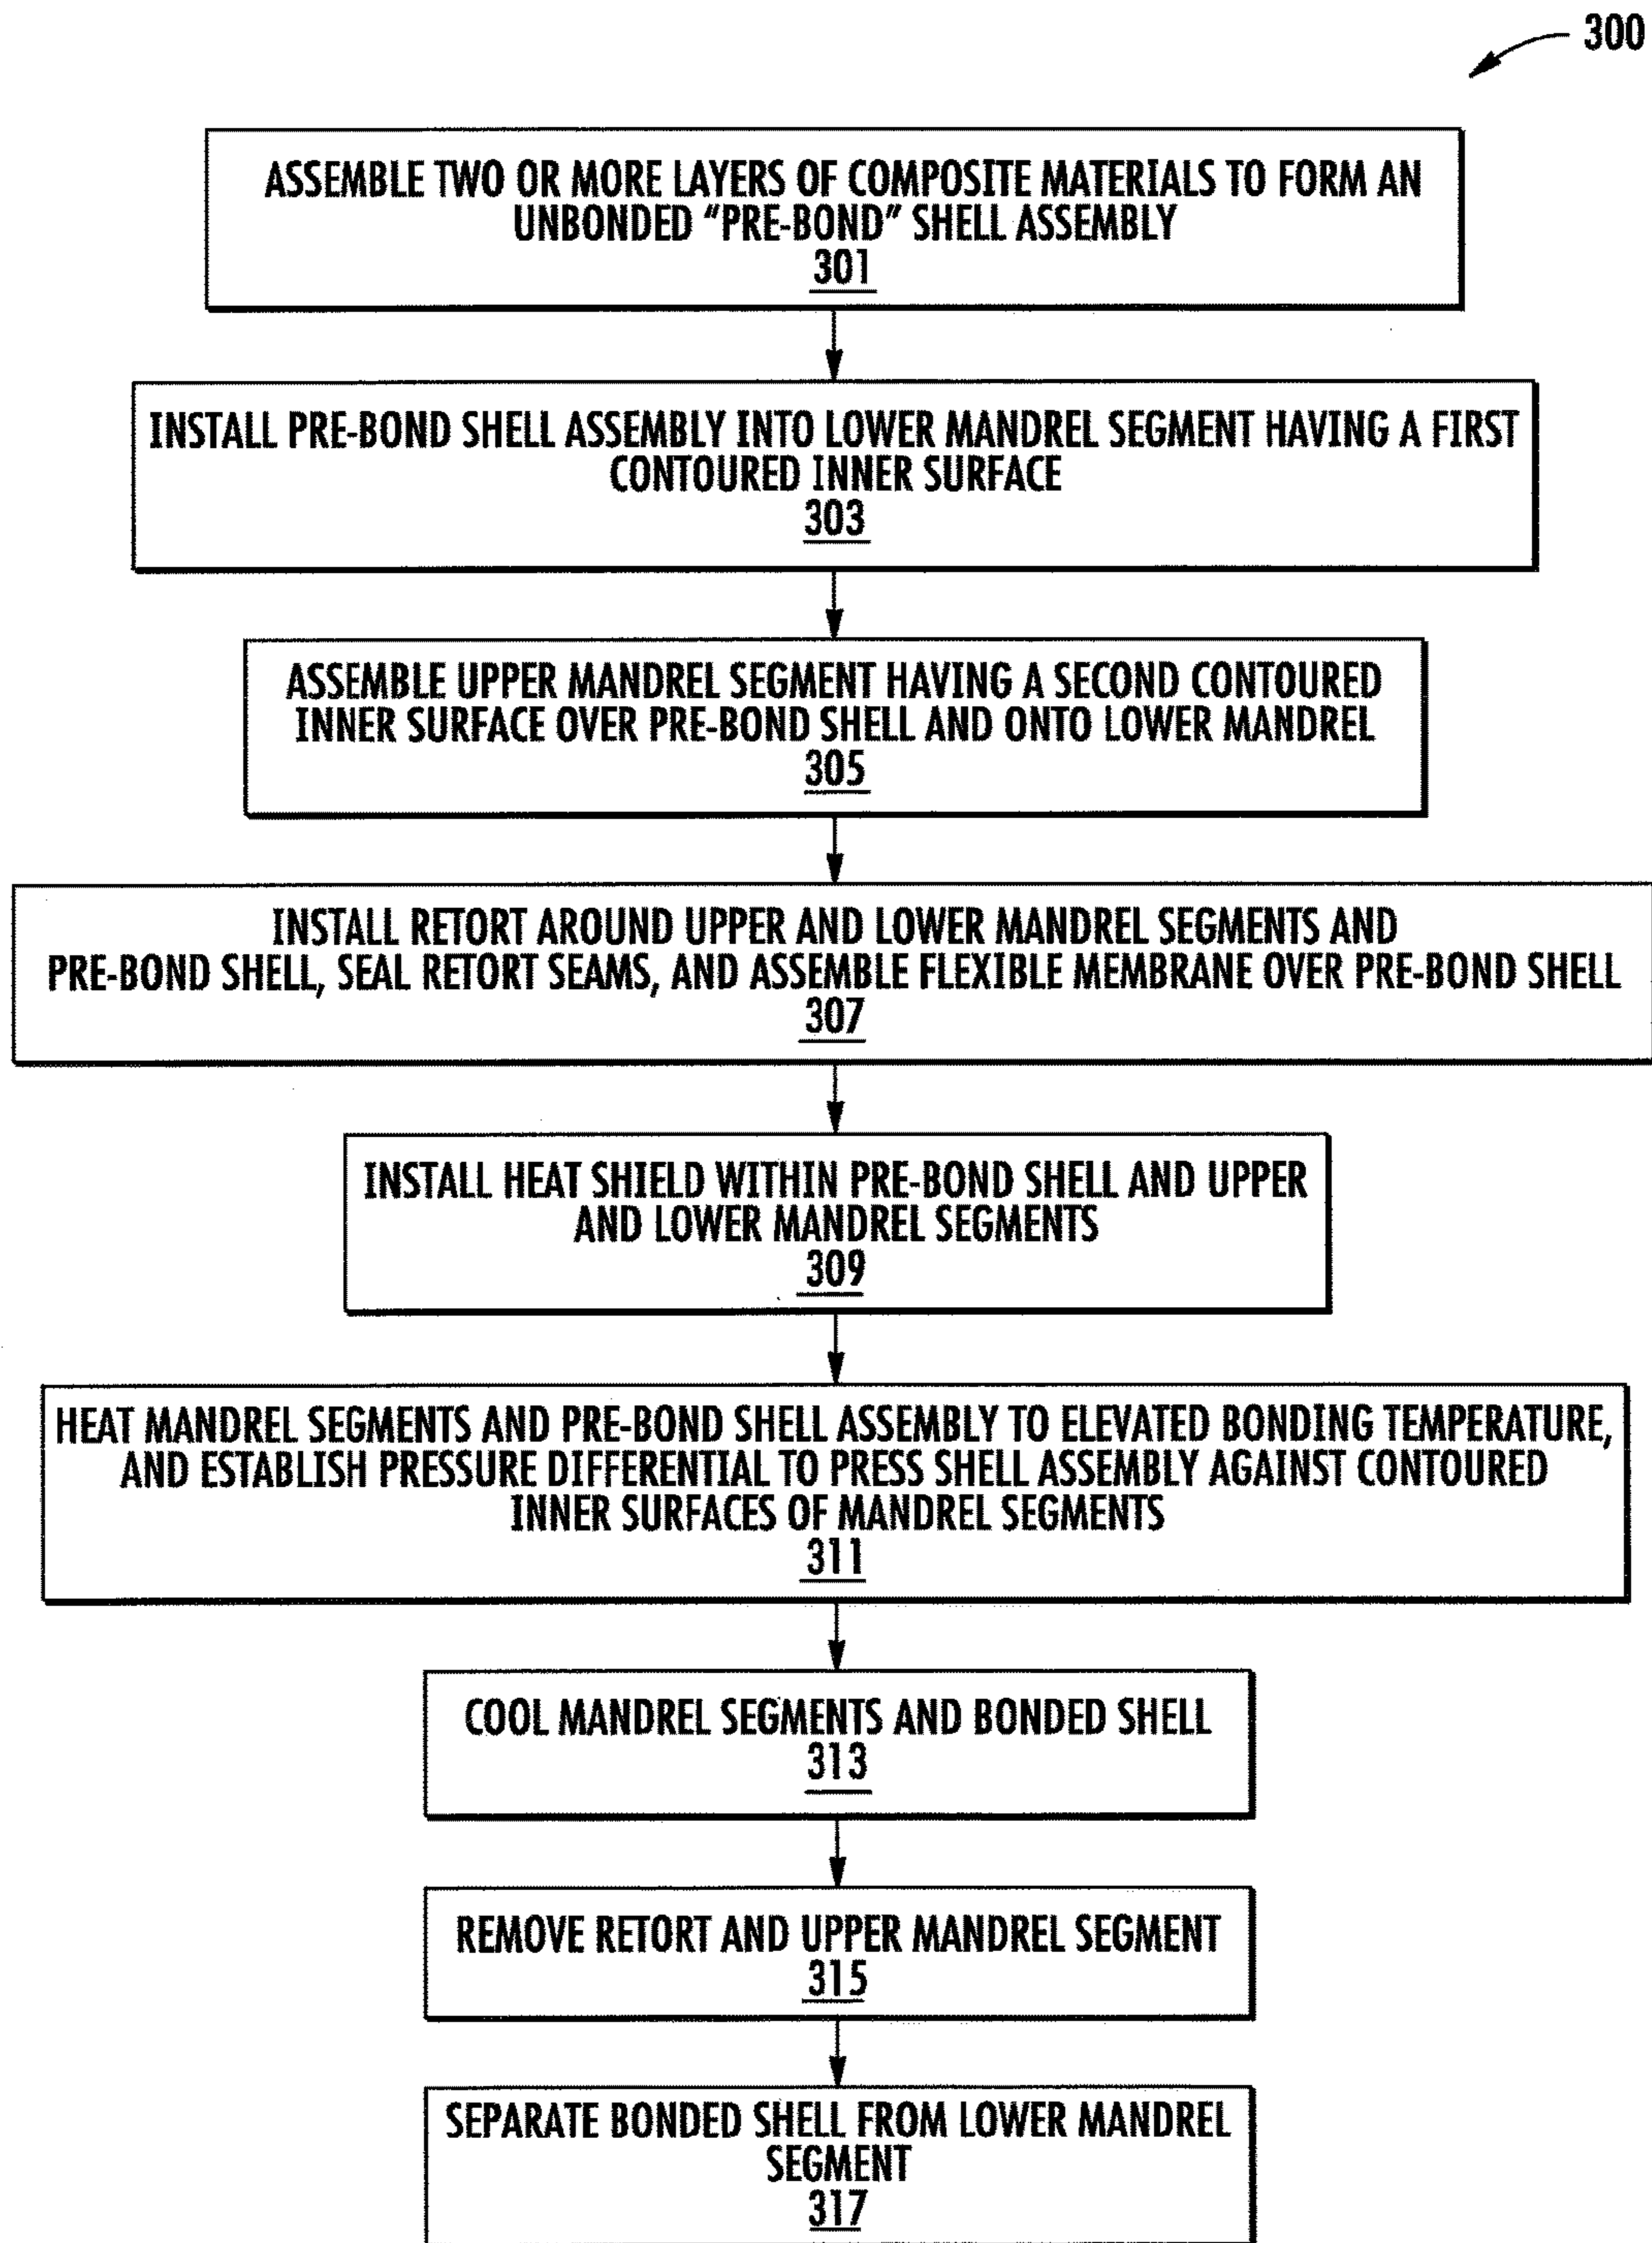 300
ASSEMBLE TWO OR MORE LAYERS OF COMPOSITE MATERIALS TO FORM AN
UNBONDED "PRE-BOND" SHELL ASSEMBLY
301
INSTALL PRE-BOND SHELL ASSEMBLY INTO LOWER MANDREL SEGMENT HAVING A FIRST
CONTOURED INNER SURFACE
303
ASSEMBLE UPPER MANDREL SEGMENT HAVING A SECOND CONTOURED
INNER SURFACE OVER PRE-BOND SHELL AND ONTO LOWER MANDREL
305
INSTALL RETORT AROUND UPPER AND LOWER MANDREL SEGMENTS AND
PRE-BOND SHELL, SEAL RETORT SEAMS, AND ASSEMBLE FLEXIBLE MEMBRANE OVER PRE-BOND SHELL
307
INSTALL HEAT SHIELD WITHIN PRE-BOND SHELL AND UPPER
AND LOWER MANDREL SEGMENTS
309
HEAT MANDREL SEGMENTS AND PRE-BOND SHELL ASSEMBLY TO ELEVATED BONDING TEMPERATURE,
AND ESTABLISH PRESSURE DIFFERENTIAL TO PRESS SHELL ASSEMBLY AGAINST CONTOURED
INNER SURFACES OF MANDREL SEGMENTS
311
COOL MANDREL SEGMENTS AND BONDED SHELL
313
REMOVE RETORT AND UPPER MANDREL SEGMENT
315
SEPARATE BONDED SHELL FROM LOWER MANDREL
SEGMENT
317